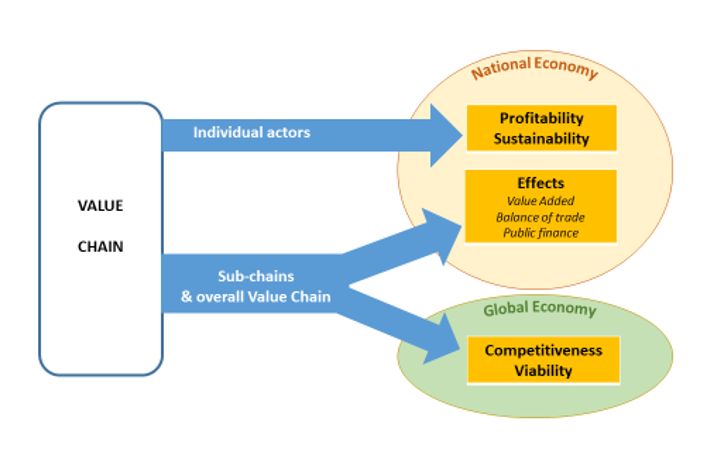 National Economy
Individual actors
Profitability
Sustainability
VALUE
CHAIN
Effects
Value Added
Balance of trade
Public finance
Sub-chains
& overall Value Chain
Global Economy
Competitiveness
Viability